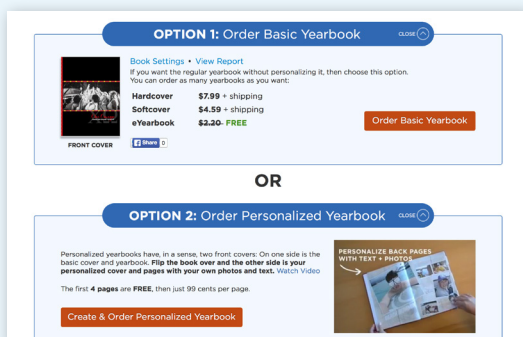 OPTION 1: Order Basic Yearbook
CLOSE
Book Settings • View Report
If you want the regular yearbook without personalizing it, then choose this option.
You can order as many yearbooks as you want:
Hardcover $7.99 + shipping
Softcover $4.59 + shipping
eYearbook $2.20 FREE
Order Basic Yearbook
FRONT COVER
f Share 0
OR
OPTION 2: Order Personalized Yearbook
CLOSE
Personalized yearbooks have, in a sense, two front covers: On one side is the
basic cover and yearbook. Flip the book over and the other side is your
personalized cover and pages with your own photos and text. Watch Video
The first 4 pages are FREE, then just 99 cents per page.
Create & Order Personalized Yearbook
PERSONALIZE BACK PAGES
WITH TEXT + PHOTOS